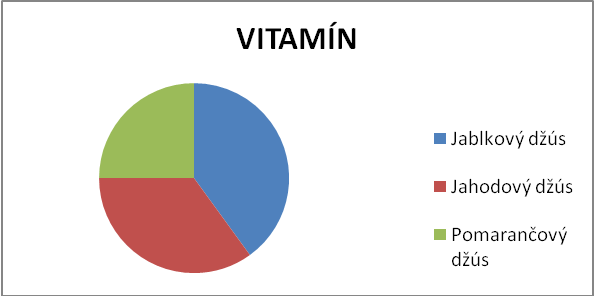 VITAMÍN
Jablkový džús
Jahodový džús
Pomarančový
džús